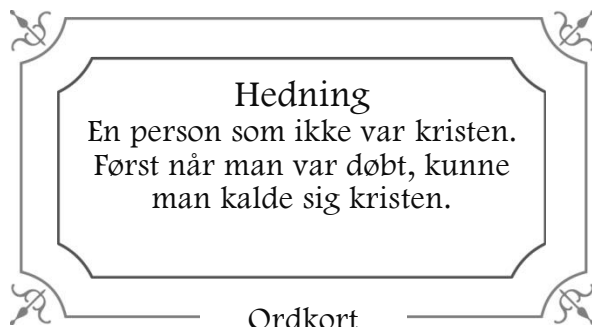 Hedning
En person som ikke var kristen.
Først når man var døbt, kunne
man kalde sig kristen.
Ordkort